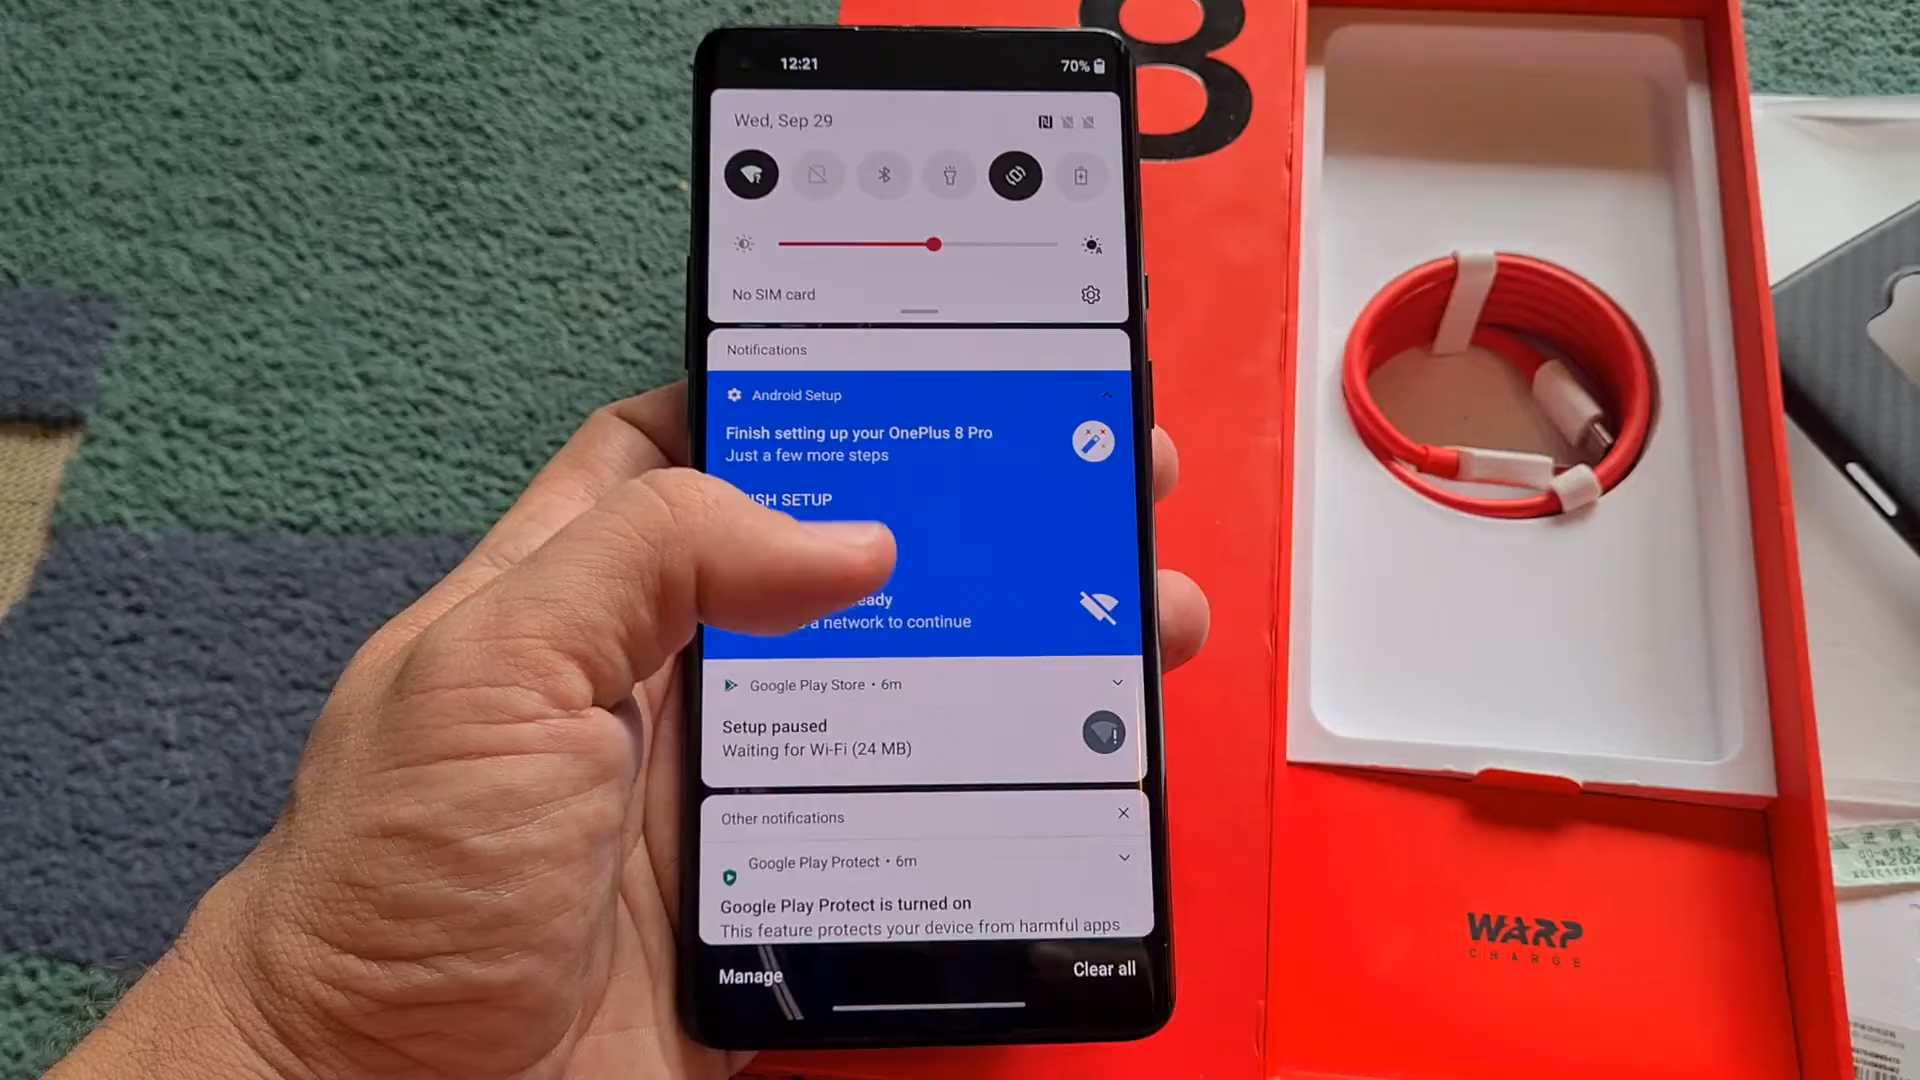 8
12:21
70%
Wed, Sep 29
No SIM card
Notifications
Android Setup
Finish setting up your OnePlus 8 Pro
Just a few more steps
ISH SETUP
eady
a network to continue
Google Play Store • 6m
Setup paused
Waiting for Wi-Fi (24 MB)
Other notifications
Google Play Protect • 6m
Google Play Protect is turned on
This feature protects your device from harmful apps
Manage
Clear all
WARP
CHARGE